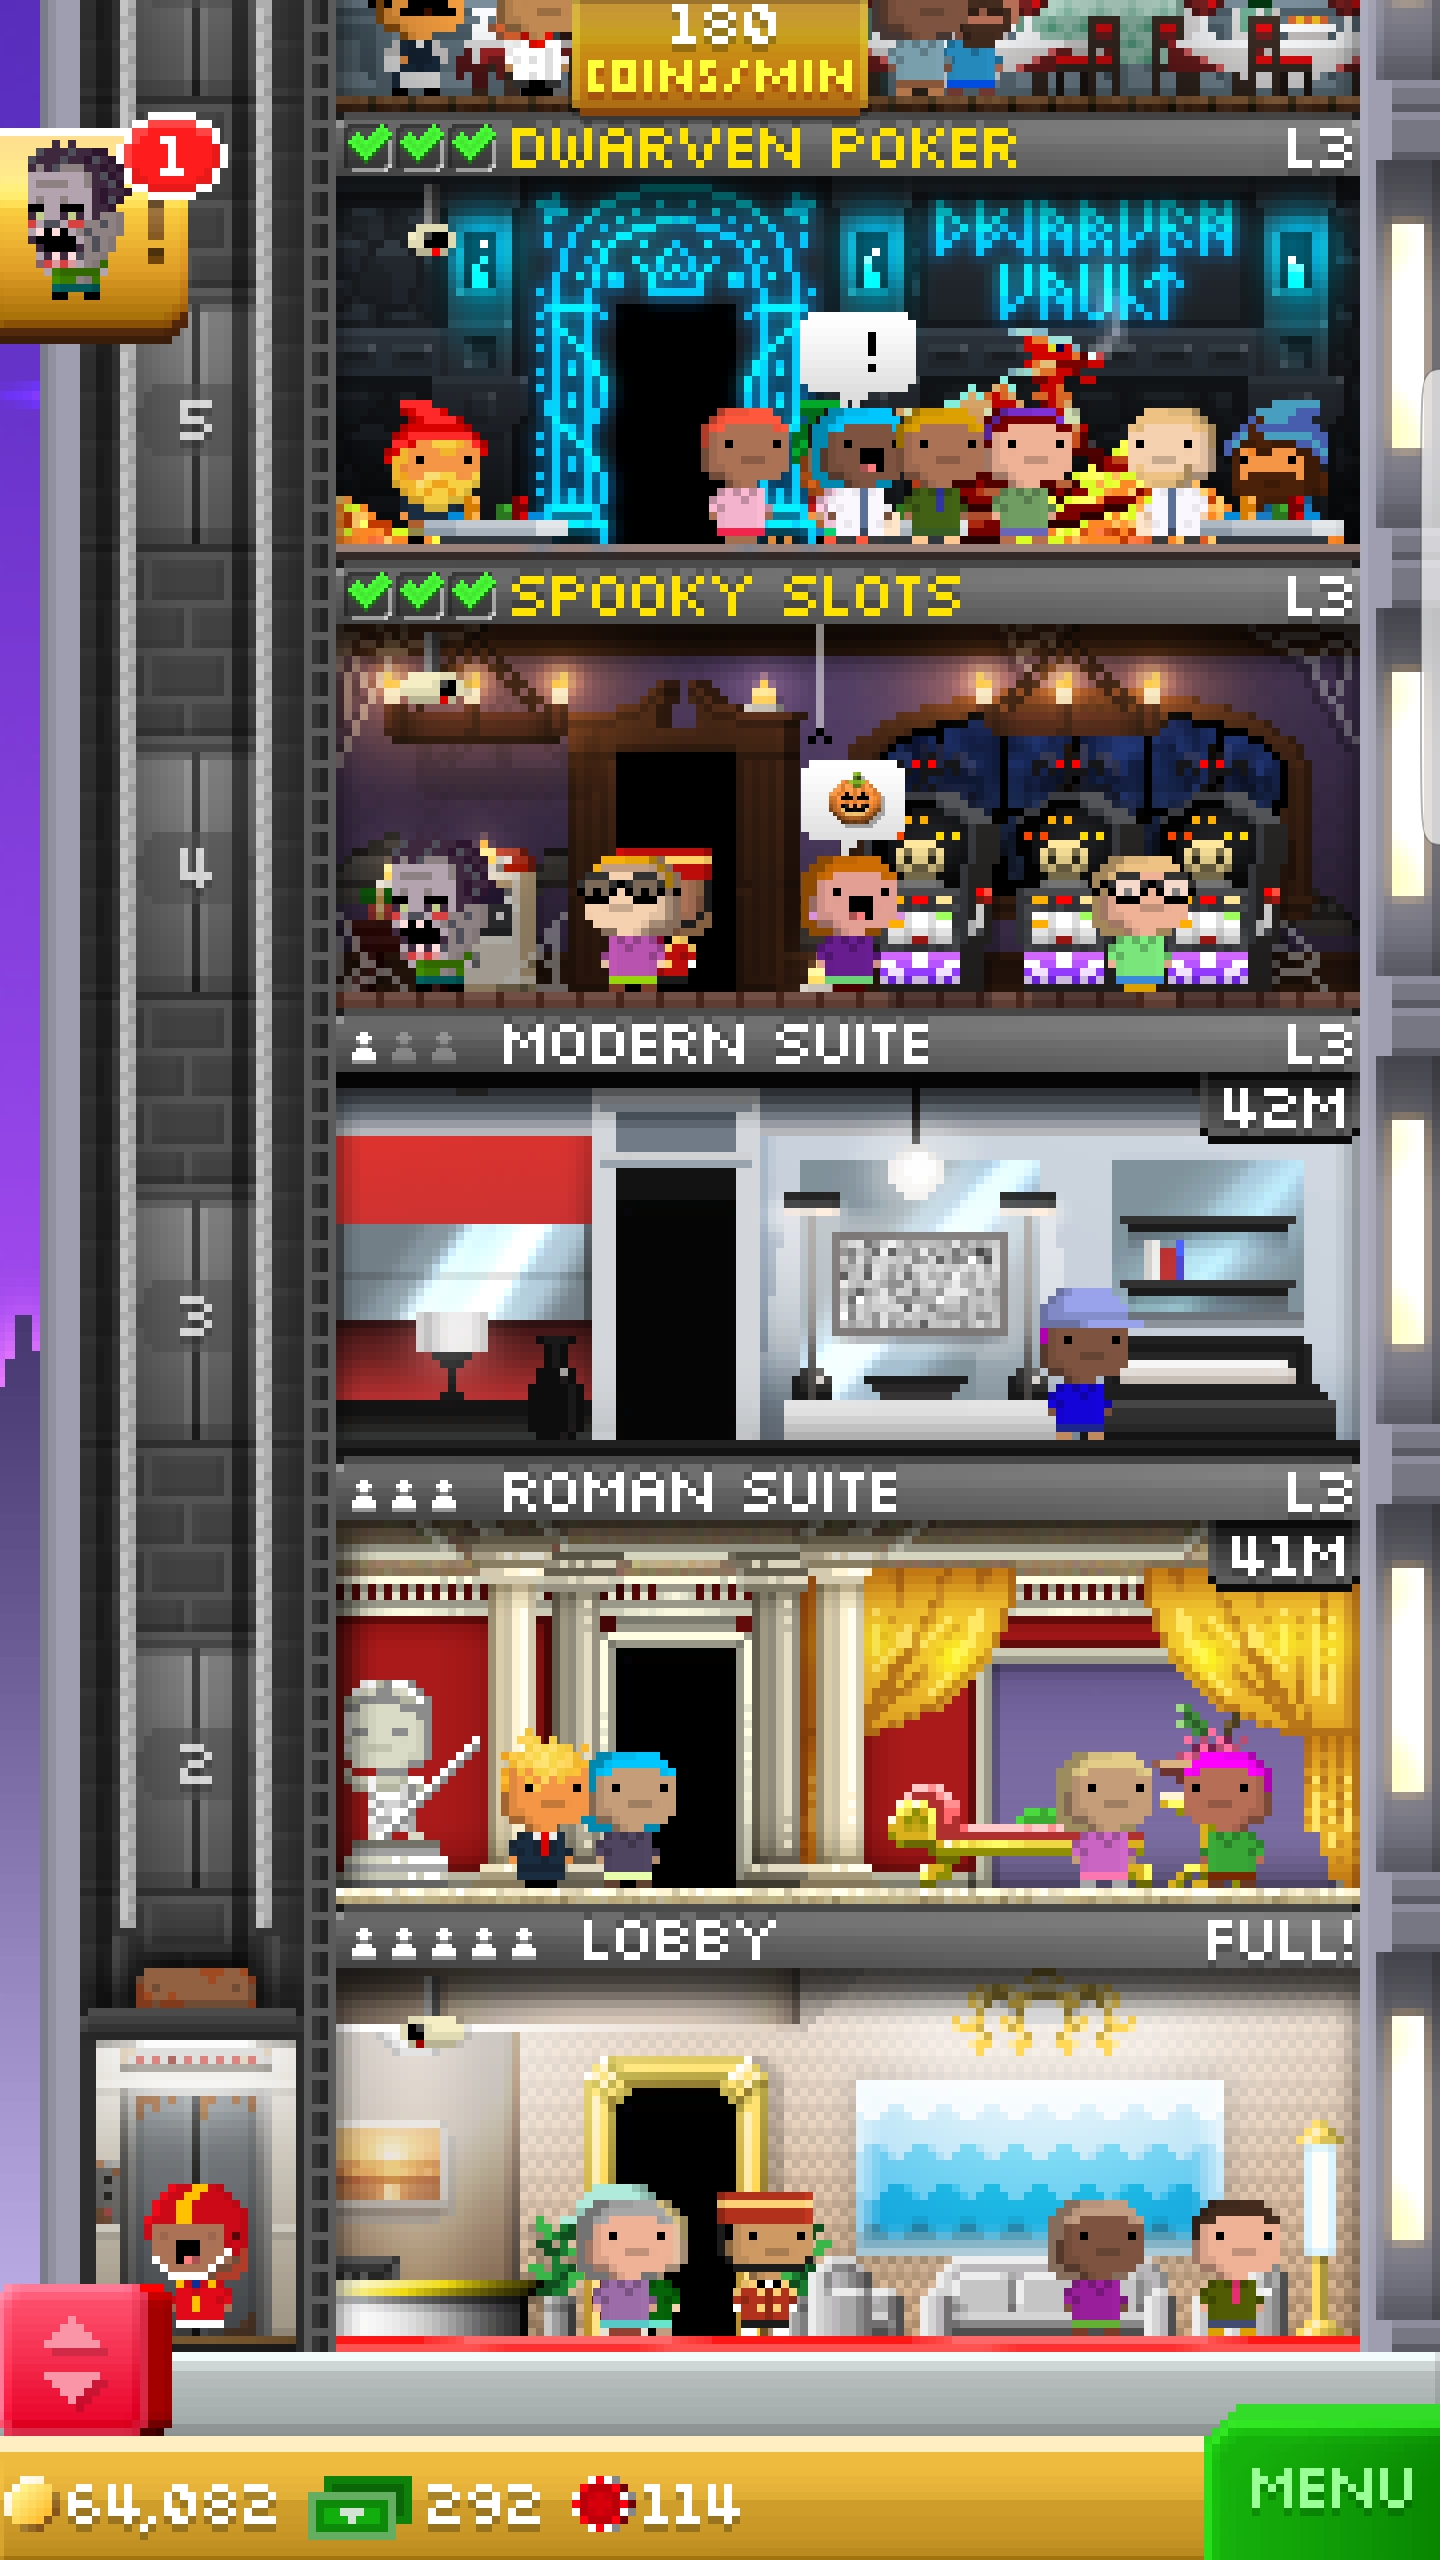 180
COINS/MIN
1
!
DWARVEN POKER L3
DWARVEN
VAULT
!
5
SPOOKY SLOTS L3
4
MODERN SUITE L3
42M
3
ROMAN SUITE L3
41M
2
LOBBY FULL!
64,082 292 114
MENU